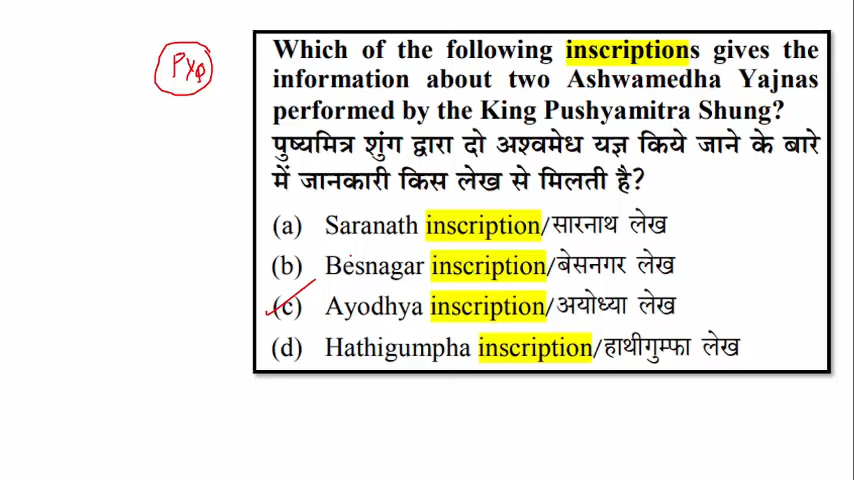 PYQ
Which of the following inscriptions gives the
information about two Ashwamedha Yajnas
performed by the King Pushyamitra Shung?
पुष्यमित्र शुंग द्वारा दो अश्वमेध यज्ञ किये जाने के बारे
में जानकारी किस लेख से मिलती है?
(a) Saranath inscription/सारनाथ लेख
(b) Besnagar inscription/बेसनगर लेख
(c) Ayodhya inscription/अयोध्या लेख
(d) Hathigumpha inscription/हाथीगुम्फा लेख